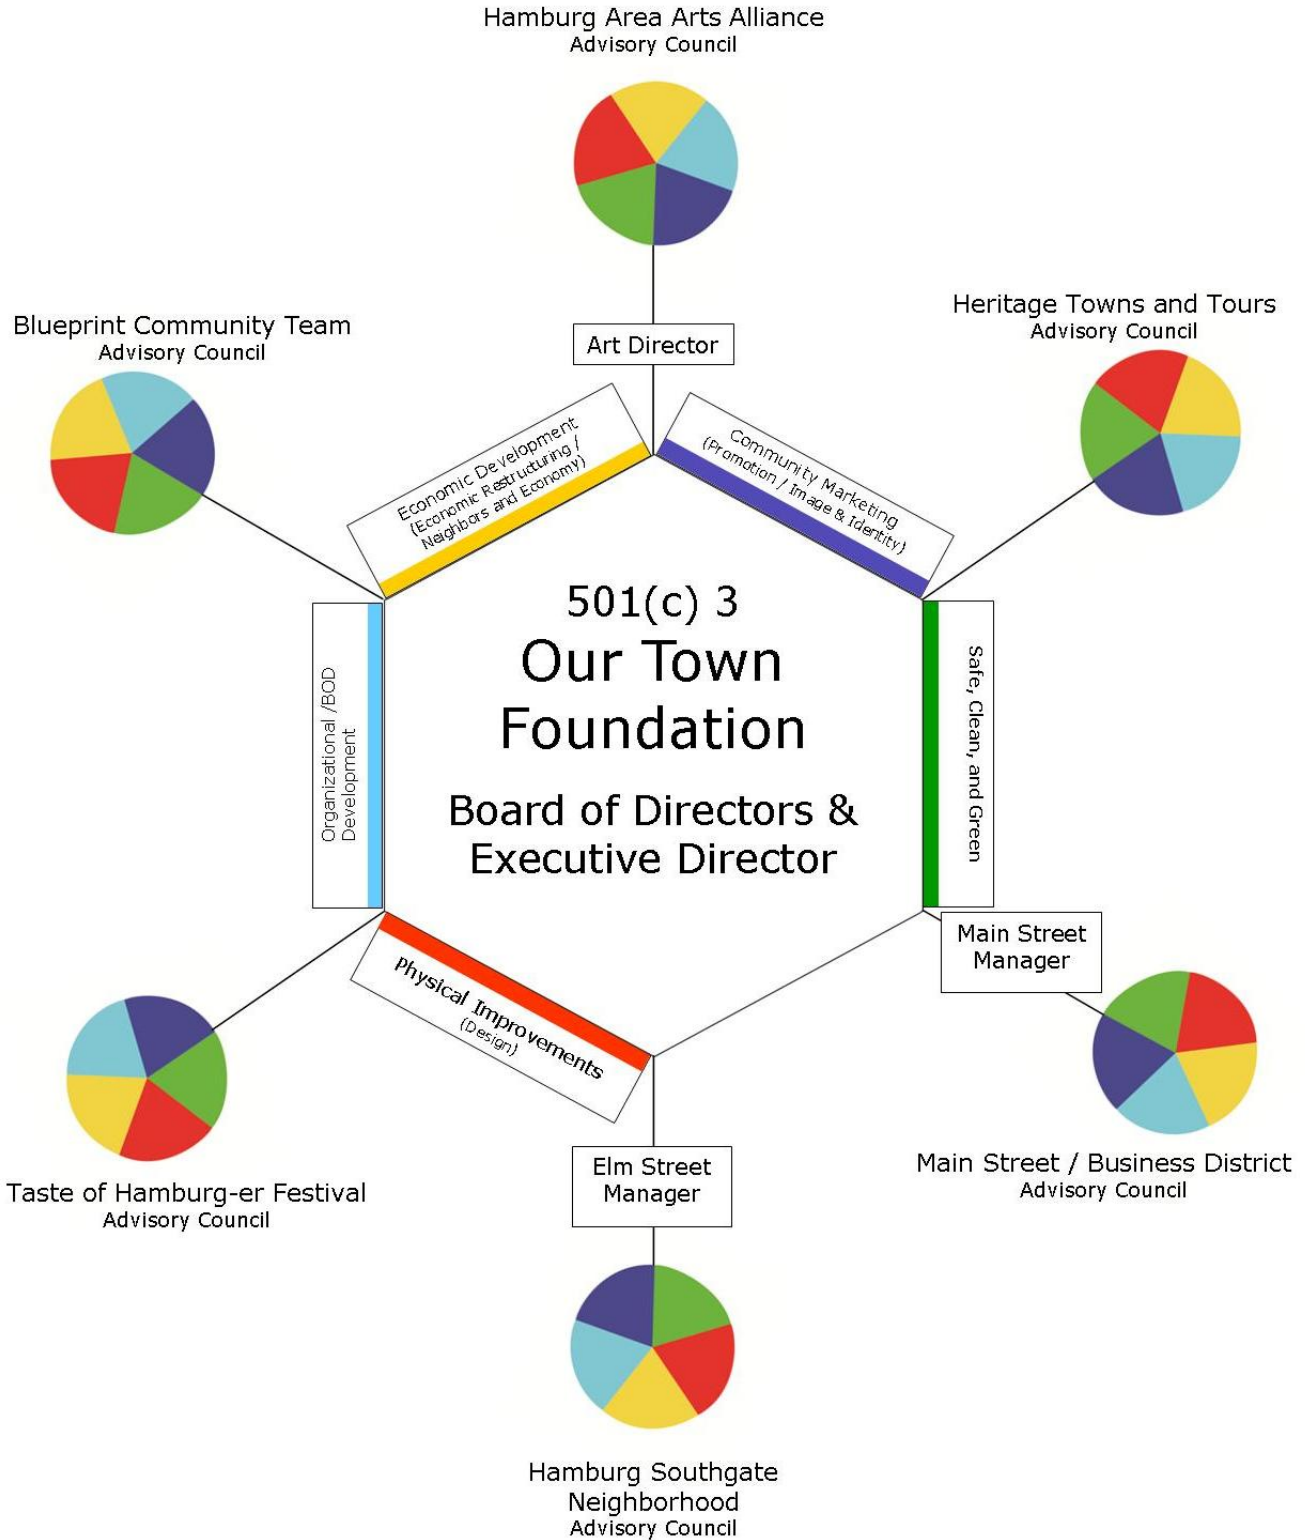 Hamburg Area Arts Alliance
Advisory Council
Heritage Towns and Tours
Advisory Council
Blueprint Community Team
Advisory Council
Art Director
Economic Development
(Economic Restructuring /
Neighbors and Economy)
Community Marketing
(Promotion / Image & Identity)
501(c) 3
Our Town
Foundation
Board of Directors &
Executive Director
Organizational /BOD
Development
Safe, Clean, and Green
Main Street
Manager
Physical Improvements
(Design)
Elm Street
Manager
Main Street / Business District
Advisory Council
Taste of Hamburg-er Festival
Advisory Council
Hamburg Southgate
Neighborhood
Advisory Council